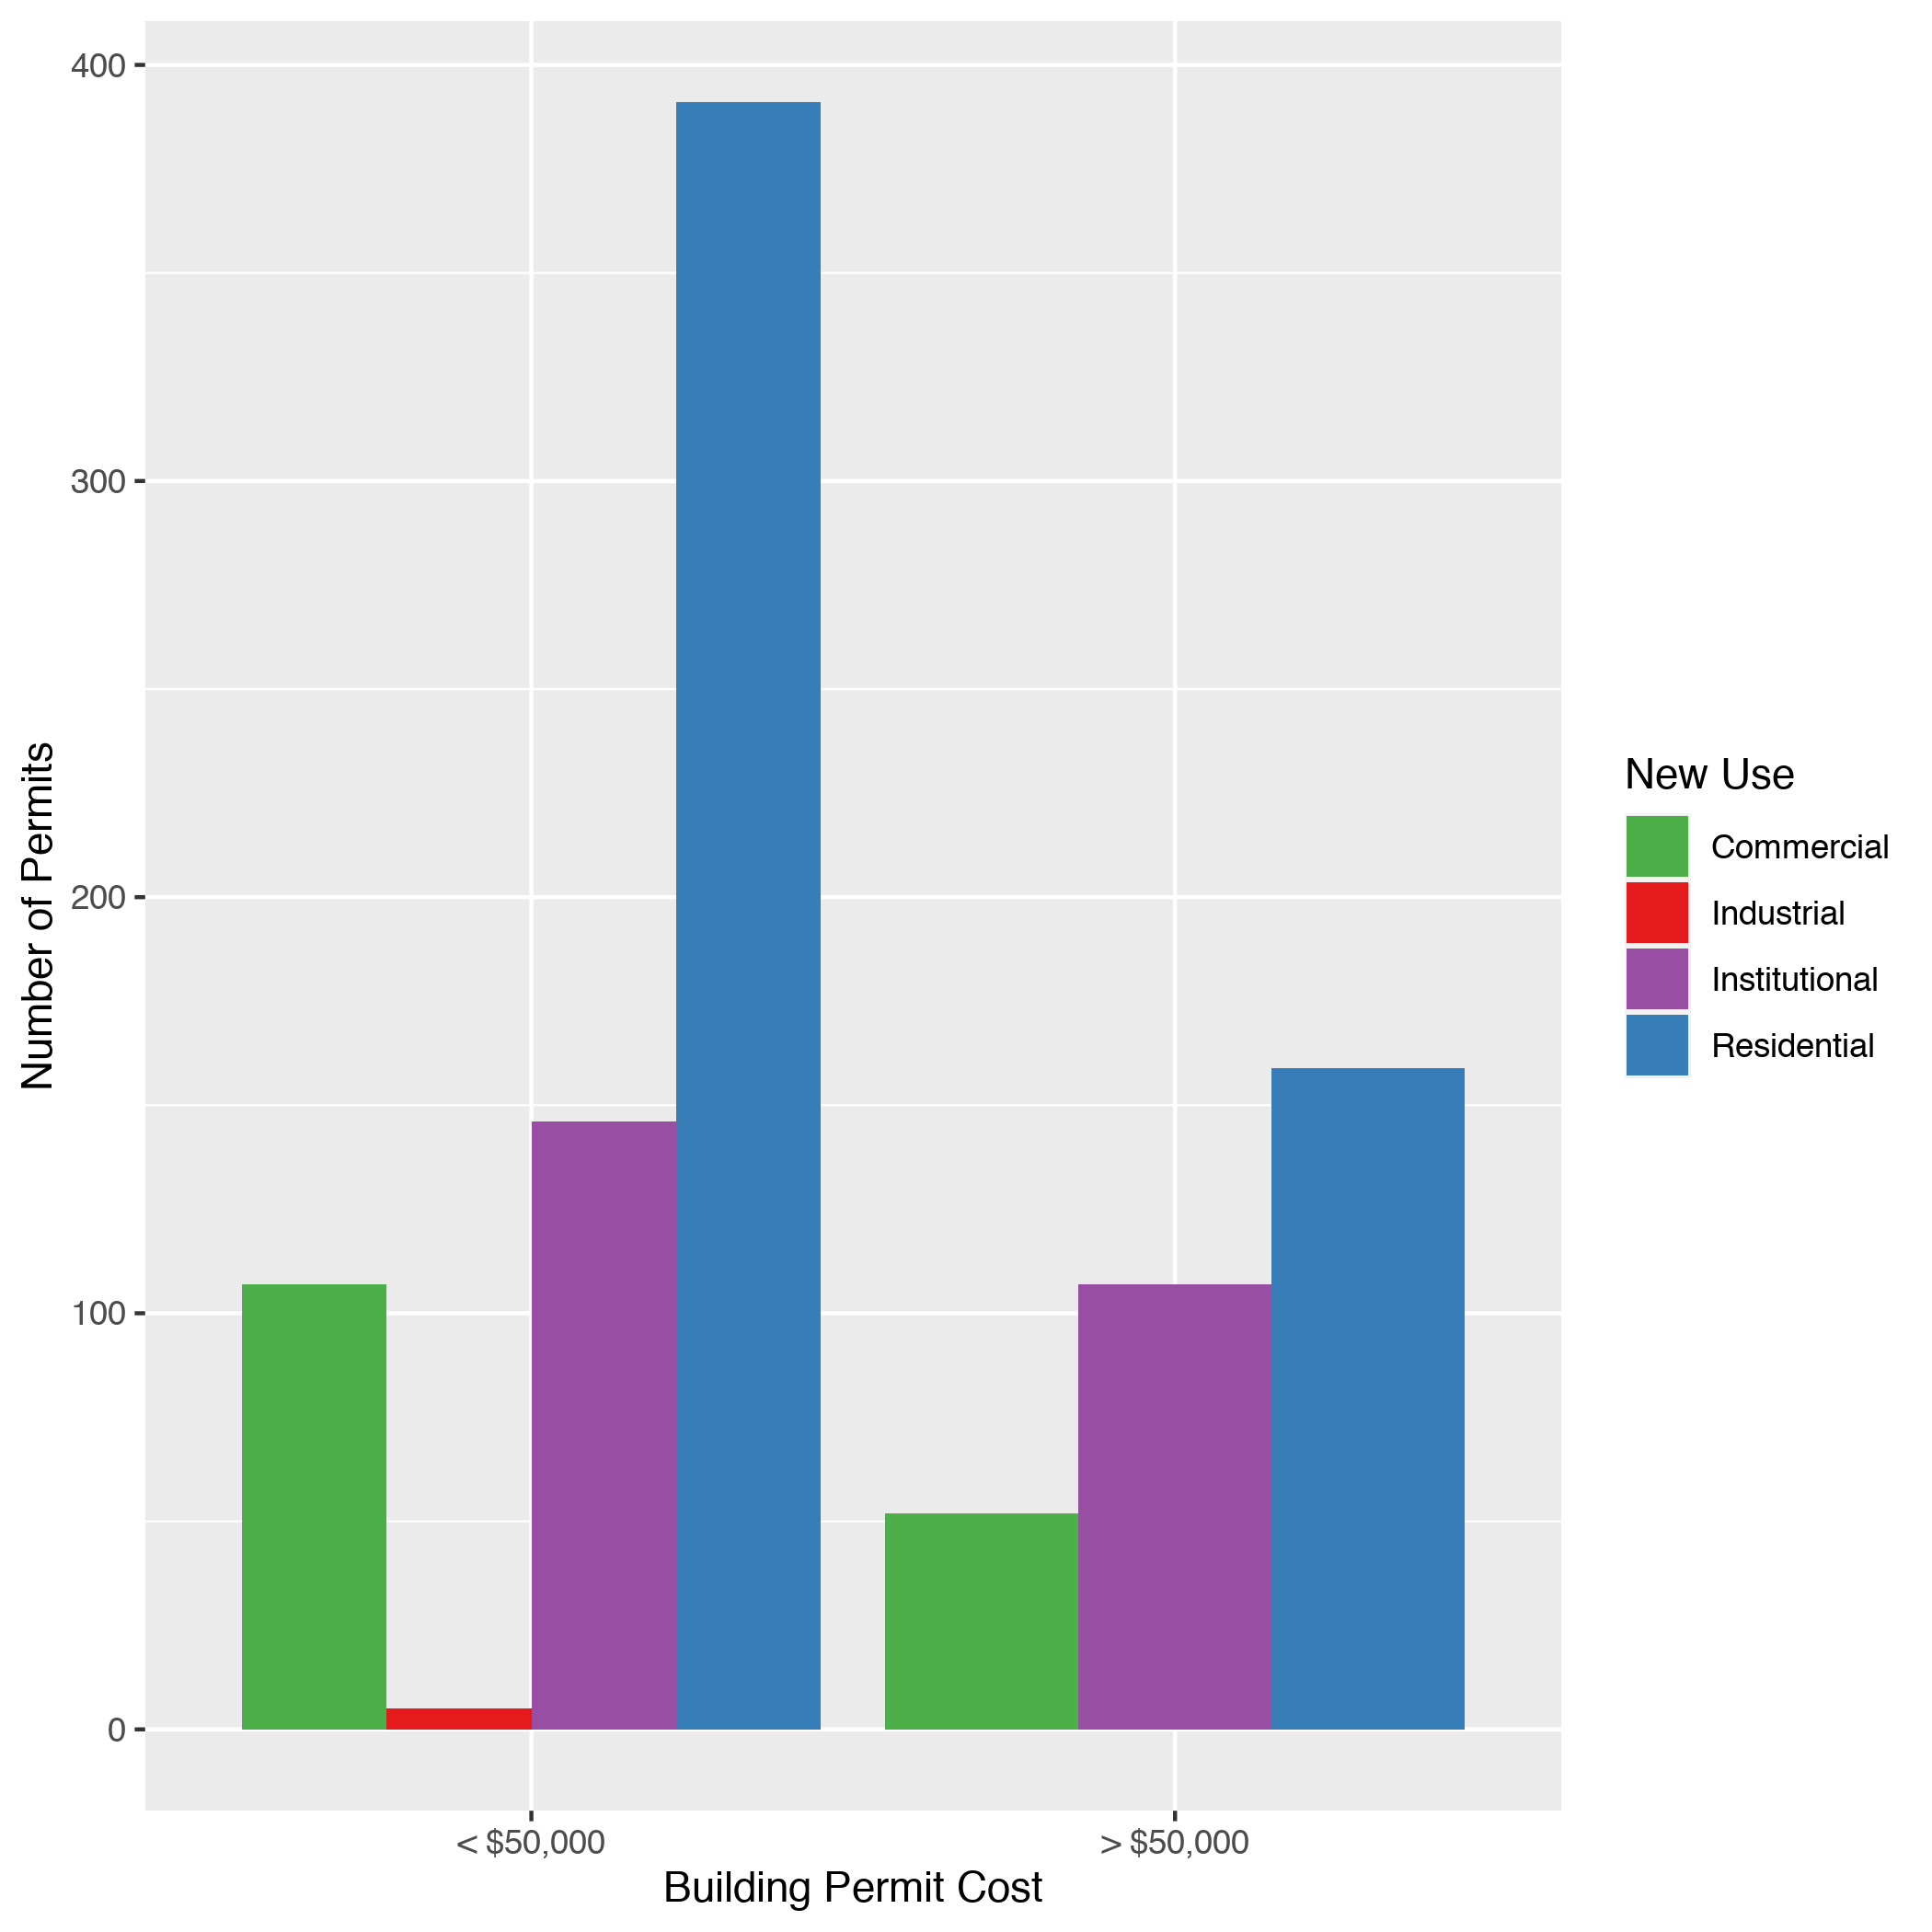 400
300
200
100
0
Number of Permits
< $50,000
> $50,000
Building Permit Cost
New Use
Commercial
Industrial
Institutional
Residential